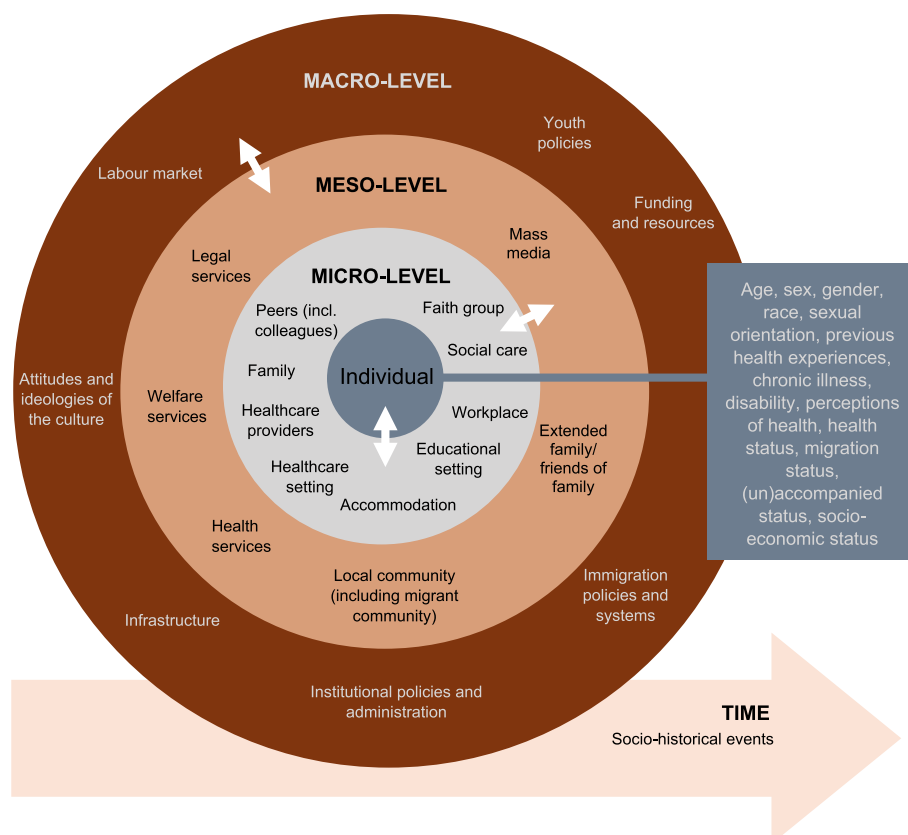 MACRO-LEVEL
Youth
policies
Labour market
Funding
and resources
Attitudes and
ideologies
of the culture
Infrastructure
Immigration
policies and
systems
Institutional policies and
administration
MESO-LEVEL
Mass
media
Legal
services
Welfare
services
Extended
family/
friends of
family
Health
services
Local community
(including migrant
community)
MICRO-LEVEL
Peers (incl.
colleagues)
Faith group
Social care
Family
Workplace
Healthcare
providers
Educational
setting
Healthcare
setting
Accommodation
Individual
Age, sex, gender,
race, sexual
orientation, previous
health experiences,
chronic illness,
disability, perceptions
of health, health
status, migration
status,
(un)accompanied
status, socio-
economic status
TIME
Socio-historical events